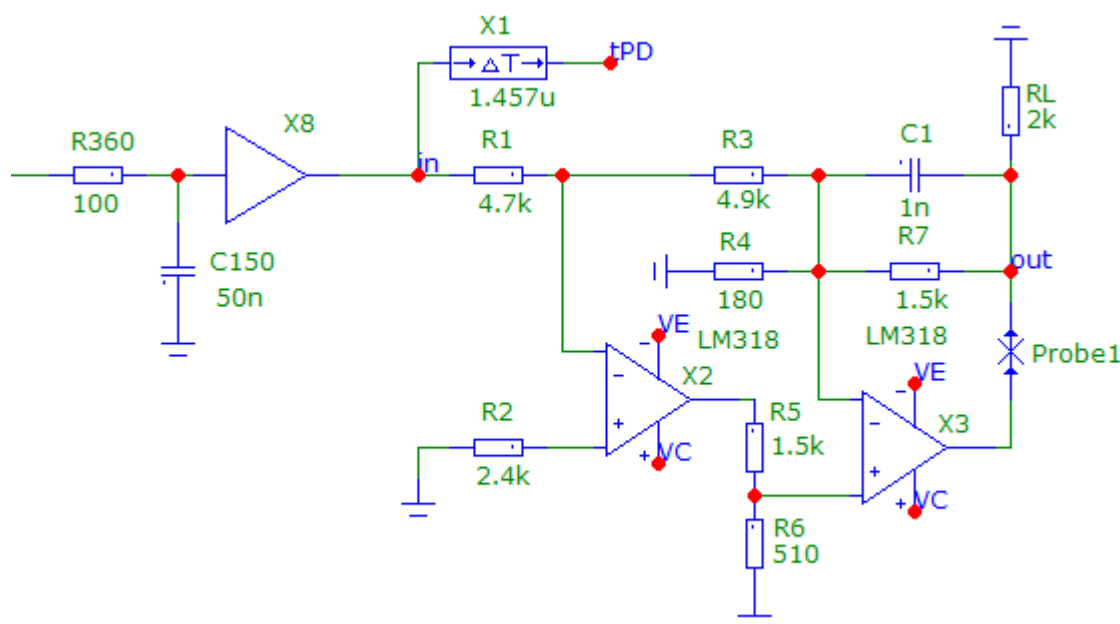 X1
tPD
1.457u
RL
2k
R360
100
X8
in
R1
4.7k
R3
4.9k
C1
1n
C150
50n
R4
180
R7
1.5k
out
LM318
LM318
VE
X2
VC
VE
X3
VC
Probe1
R2
2.4k
R5
1.5k
R6
510